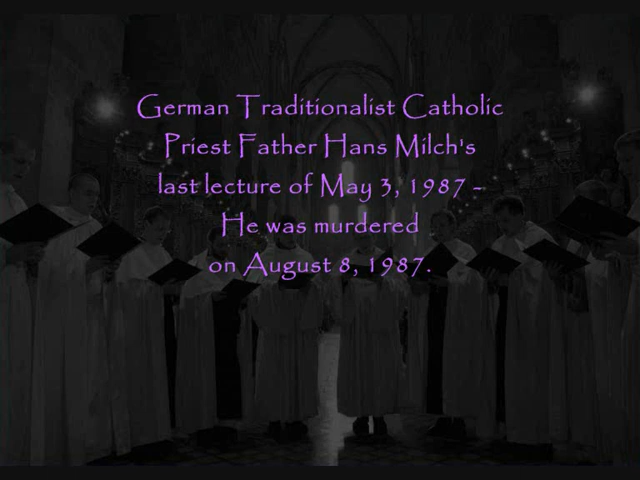 German Traditionalist Catholic
Priest Father Hans Milch's
last lecture of May 3, 1987 -
He was murdered
on August 8, 1987.